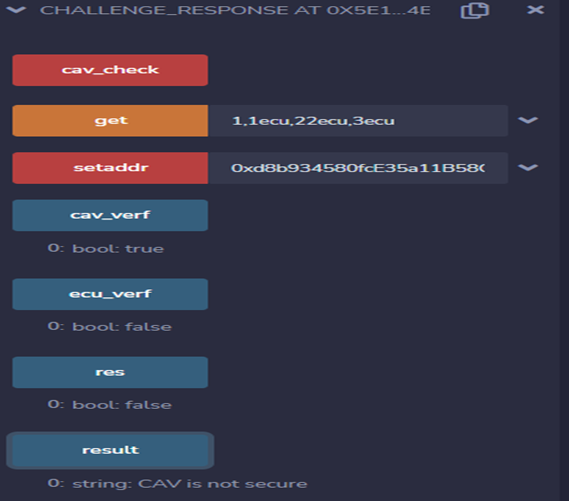 CHALLENGE_RESPONSE AT 0X5E1...4E
cav_check
get 1,1ecu,22ecu,3ecu
setaddr 0xd8b934580fcE35a11B58(
cav_verf
0: bool: true
ecu_verf
0: bool: false
res
0: bool: false
result
0: string: CAV is not secure